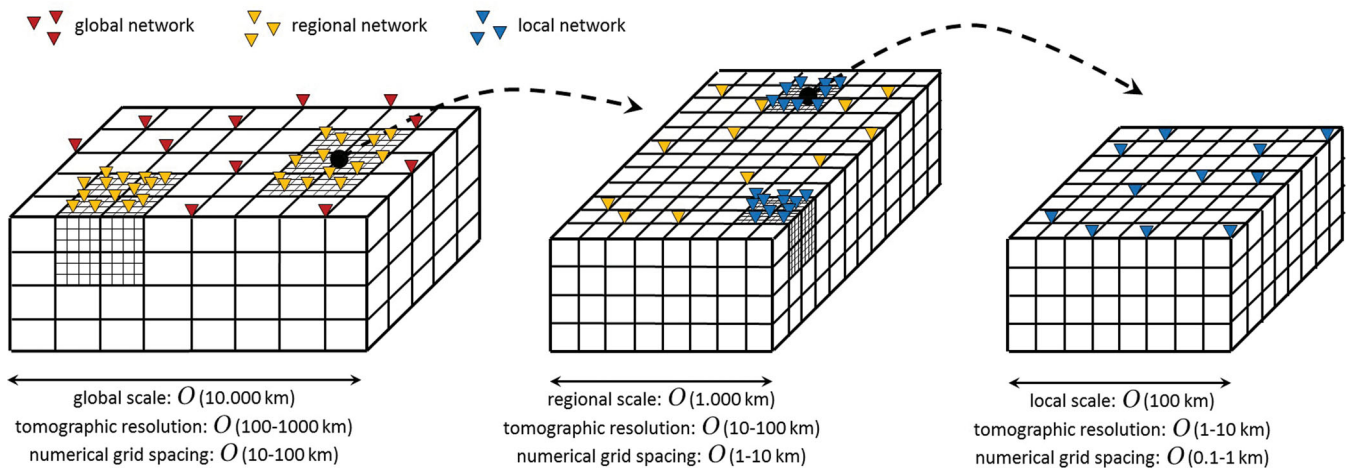 global network
regional network
local network
global scale: O (10.000 km)
tomographic resolution: O (100-1000 km)
numerical grid spacing: O (10-100 km)
regional scale: O (1.000 km)
tomographic resolution: O (10-100 km)
numerical grid spacing: O (1-10 km)
local scale: O (100 km)
tomographic resolution: O (1-10 km)
numerical grid spacing: O (0.1-1 km)